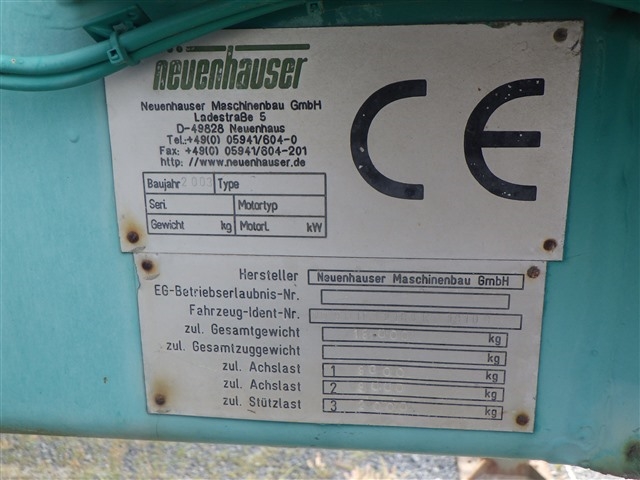 neuenhauser
Neuenhauser Maschinenbau GmbH
Ladestraße 5
D-49828 Neuenhaus
Tel.:+49(0) 05941/604-0
Fax: +49(0) 05941/604-201
http: //www.neuenhauser.de
CE
Baujahr 2003 Type
Seri. Motortyp
Gewicht kg Motorl. kW
Hersteller Neuenhauser Maschinenbau GmbH
EG-Betriebserlaubnis-Nr.
Fahrzeug-Ident-Nr.
zul. Gesamtgewicht kg
zul. Gesamtzuggewicht kg
zul. Achslast 1 kg
zul. Achslast 2 kg
zul. Stützlast 3 kg